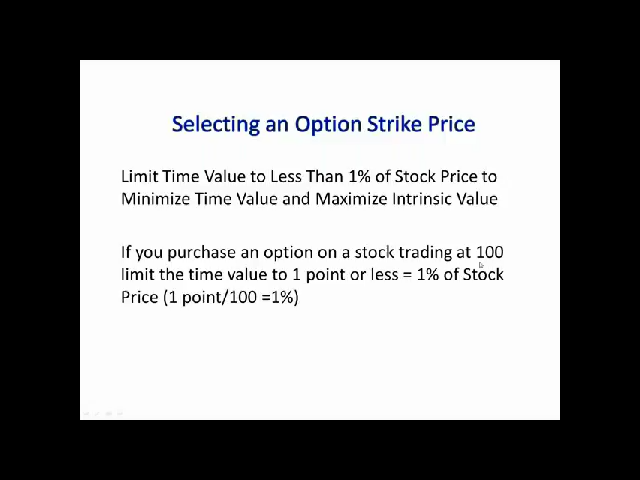 Selecting an Option Strike Price
Limit Time Value to Less Than 1% of Stock Price to
Minimize Time Value and Maximize Intrinsic Value
If you purchase an option on a stock trading at 100
limit the time value to 1 point or less = 1% of Stock
Price (1 point/100 =1%)